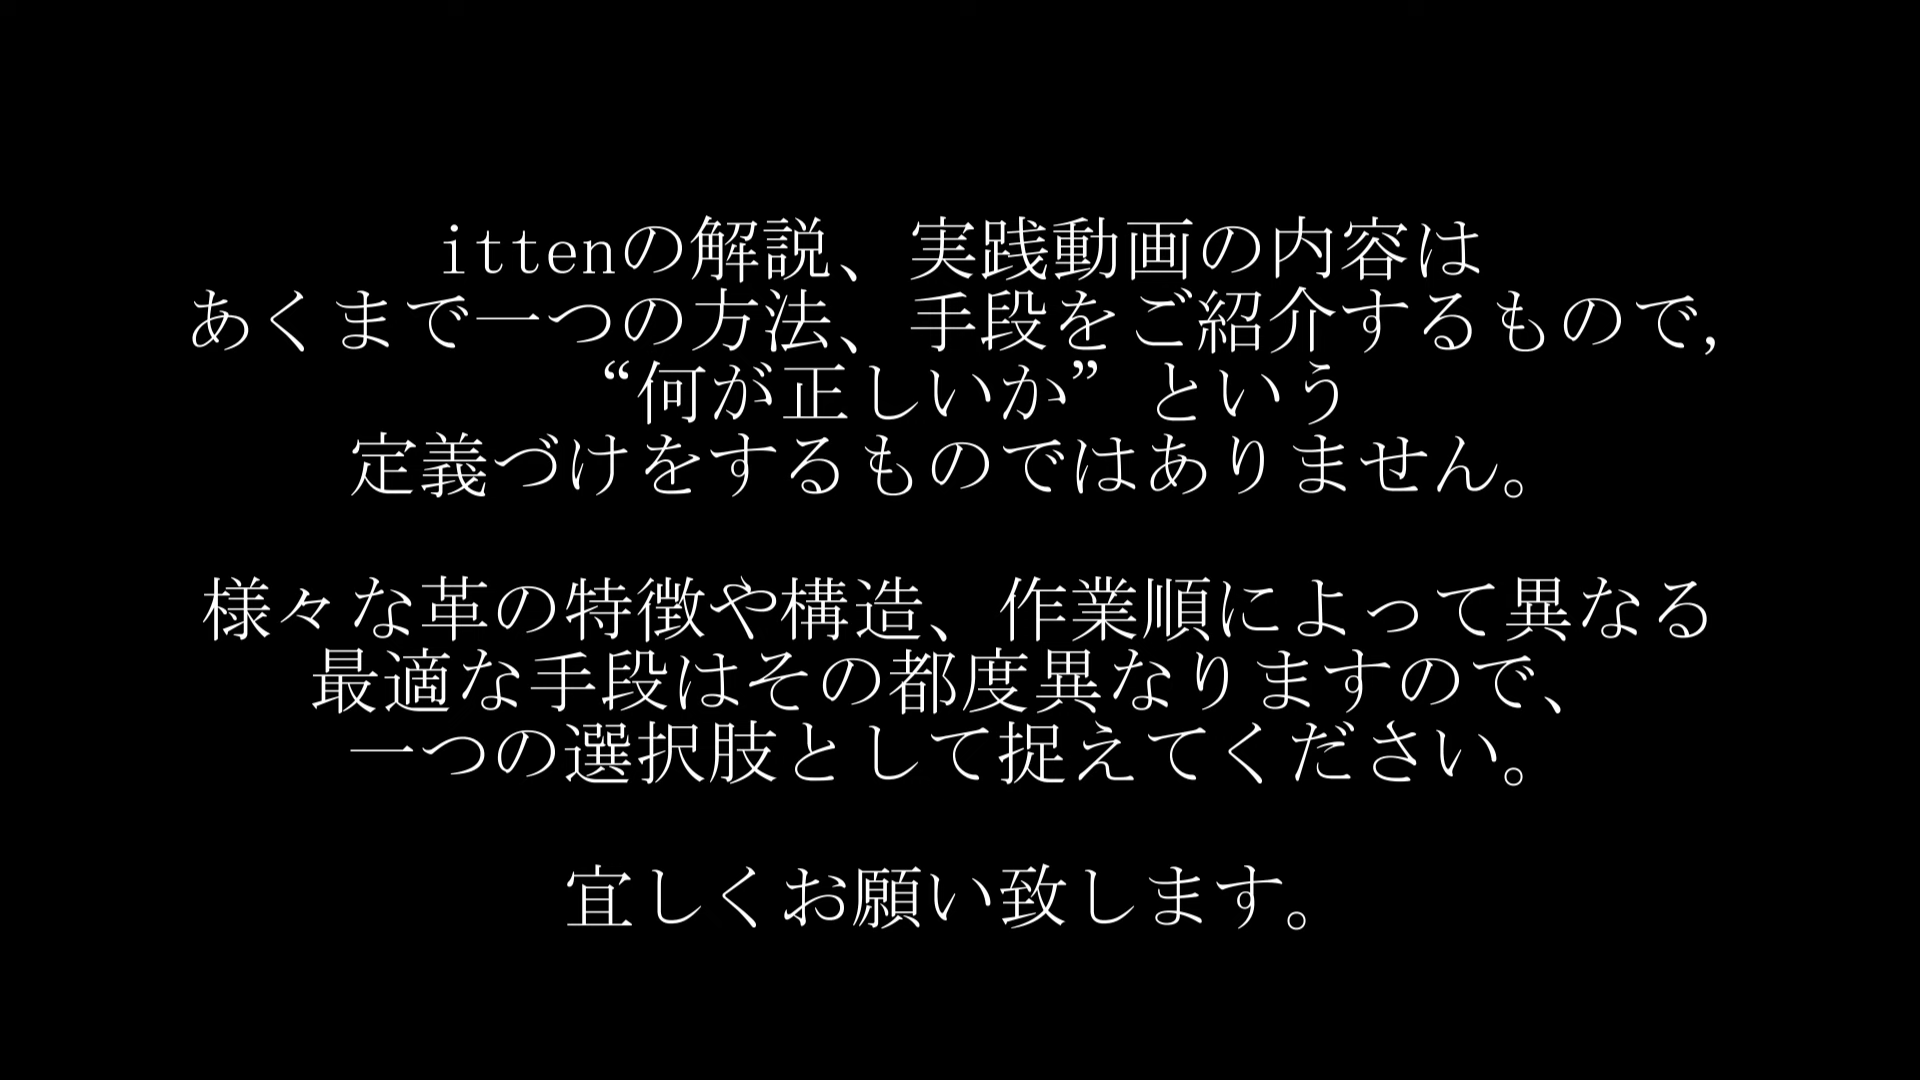 ittenの解説、実践動画の内容は
あくまで一つの方法、手段をご紹介するもので,
“何が正しいか”という
定義づけをするものではありません。
様々な革の特徴や構造、作業順によって異なる
最適な手段はその都度異なりますので、
一つの選択肢として捉えてください。
宜しくお願い致します。